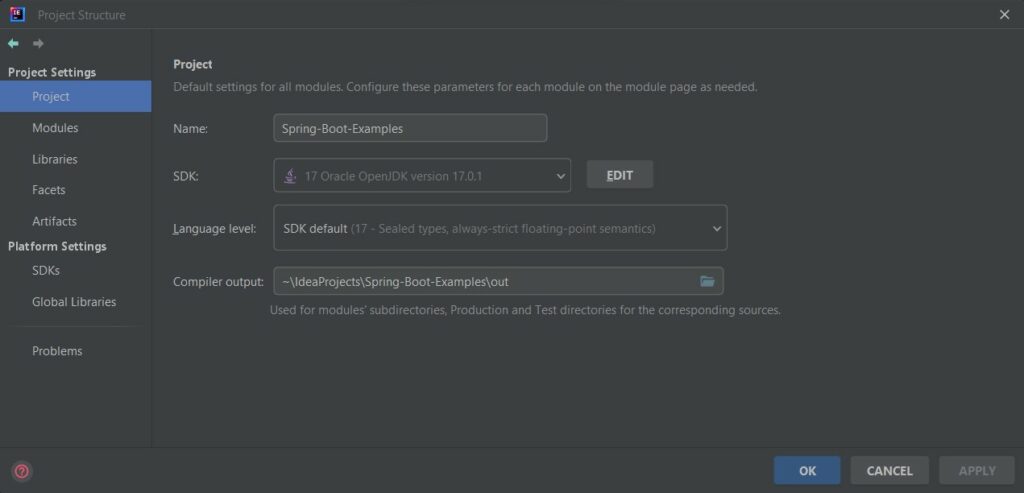 Project Structure
Project Settings
Project
Modules
Libraries
Facets
Artifacts
Platform Settings
SDKs
Global Libraries
Problems
Project
Default settings for all modules. Configure these parameters for each module on the module page as needed.
Name: Spring-Boot-Examples
SDK: 17 Oracle OpenJDK version 17.0.1 EDIT
Language level: SDK default (17 - Sealed types, always-strict floating-point semantics)
Compiler output: ~\IdeaProjects\Spring-Boot-Examples\out
Used for modules' subdirectories, Production and Test directories for the corresponding sources.
OK CANCEL APPLY